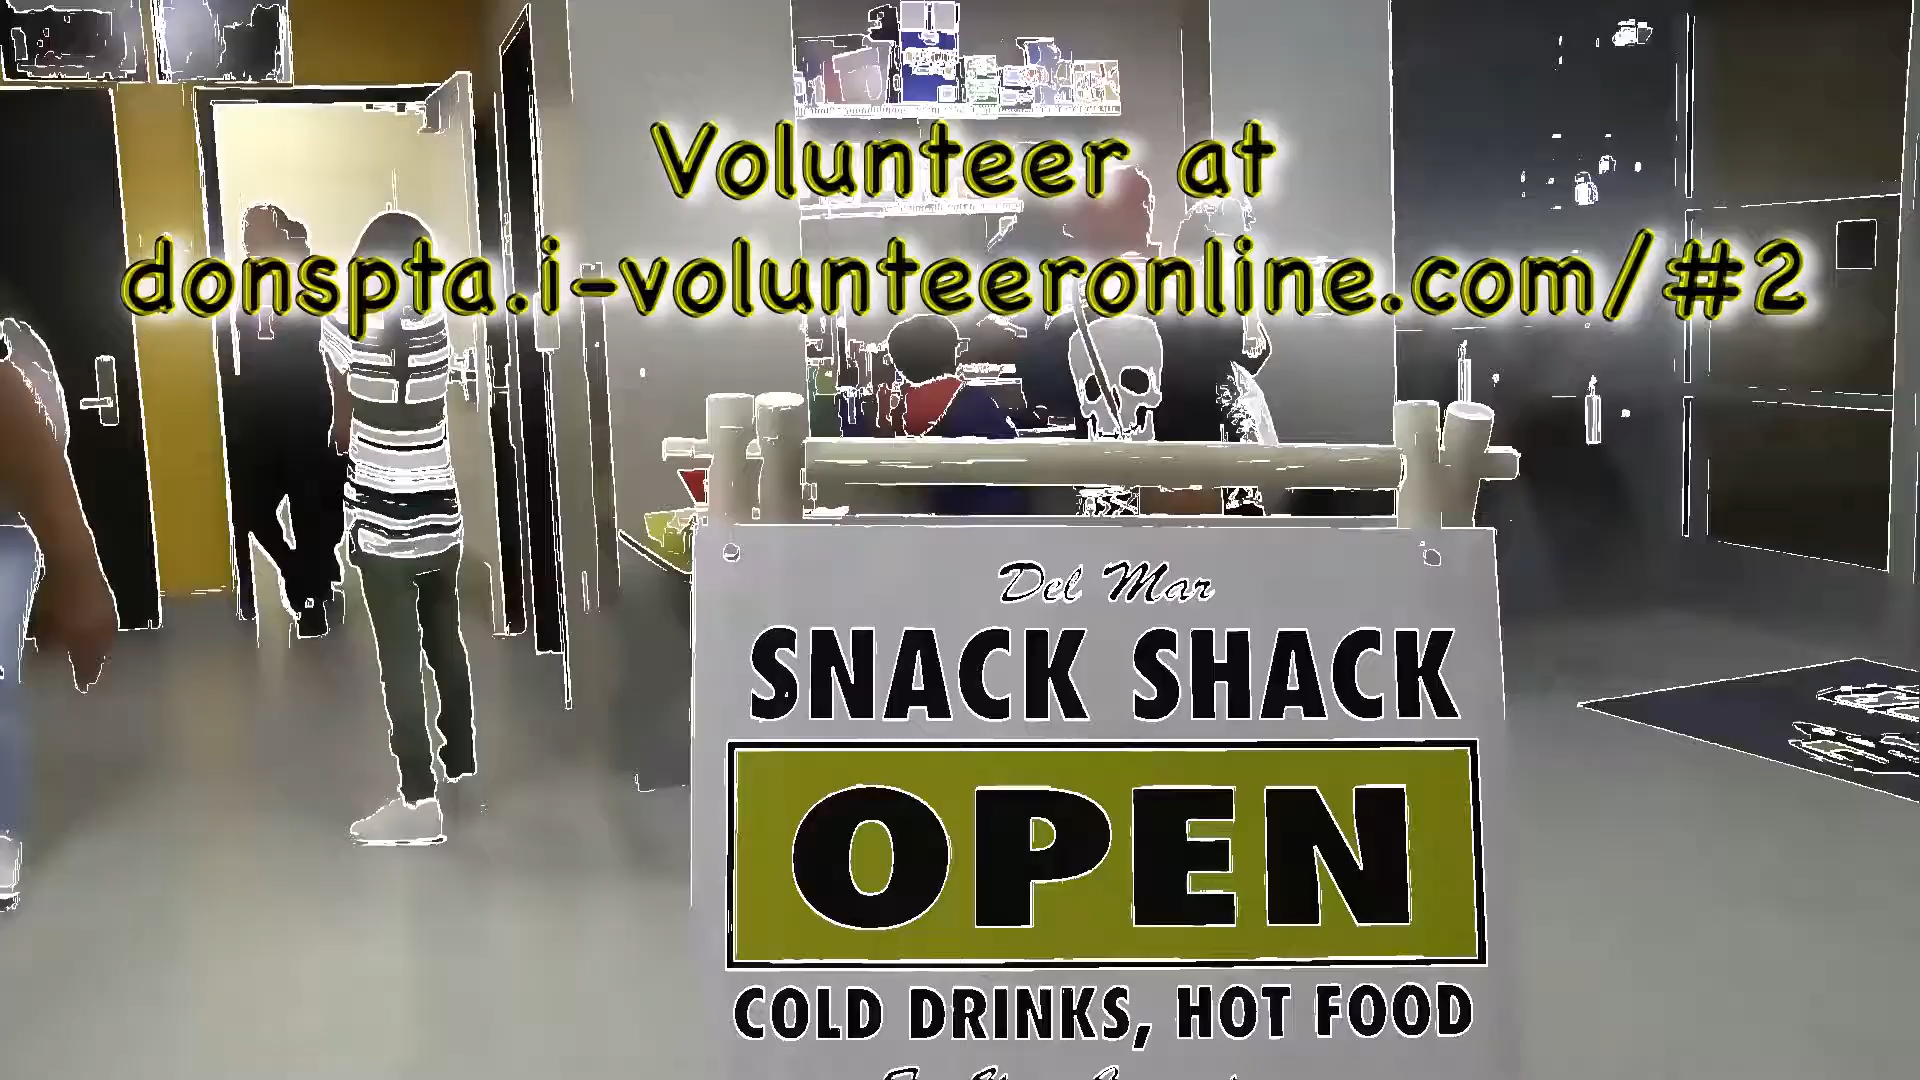 Volunteer at
donspta.i-volunteeronline.com/#2
Del Mar
SNACK SHACK
OPEN
COLD DRINKS, HOT FOOD